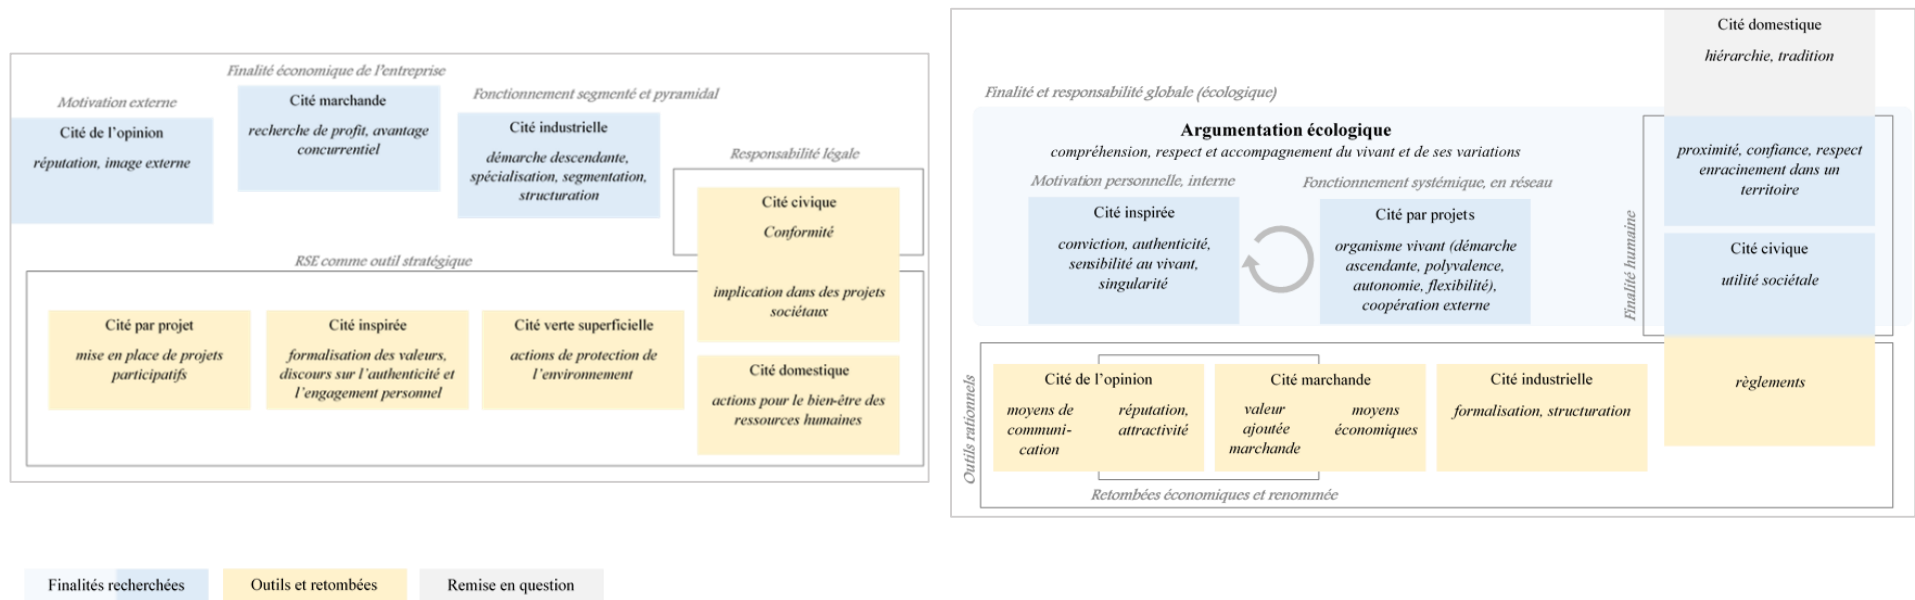 Finalité économique de l'entreprise
Motivation externe
Cité de l'opinion
réputation, image externe
Cité marchande
recherche de profit, avantage
concurrentiel
Fonctionnement segmenté et pyramidal
Cité industrielle
démarche descendante,
spécialisation, segmentation,
structuration
Responsabilité légale
Cité civique
Conformité
implication dans des projets
sociétaux
RSE comme outil stratégique
Cité par projet
mise en place de projets
participatifs
Cité inspirée
formalisation des valeurs,
discours sur l'authenticité et
l'engagement personnel
Cité verte superficielle
actions de protection de
l'environnement
Cité domestique
actions pour le bien-être des
ressources humaines
Cité domestique
hiérarchie, tradition
Finalité et responsabilité globale (écologique)
Argumentation écologique
compréhension, respect et accompagnement du vivant et de ses variations
Motivation personnelle, interne
Cité inspirée
conviction, authenticité,
sensibilité au vivant,
singularité
Fonctionnement systémique, en réseau
Cité par projets
organisme vivant (démarche
ascendante, polyvalence,
autonomie, flexibilité),
coopération externe
Finalité humaine
proximité, confiance, respect
enracinement dans un
territoire
Cité civique
utilité sociétale
règlements
Outils rationnels
Cité de l'opinion
moyens de
communi-
cation
réputation,
attractivité
Cité marchande
valeur
ajoutée
marchande
moyens
économiques
Cité industrielle
formalisation, structuration
Retombées économiques et renommée
Finalités recherchées
Outils et retombées
Remise en question